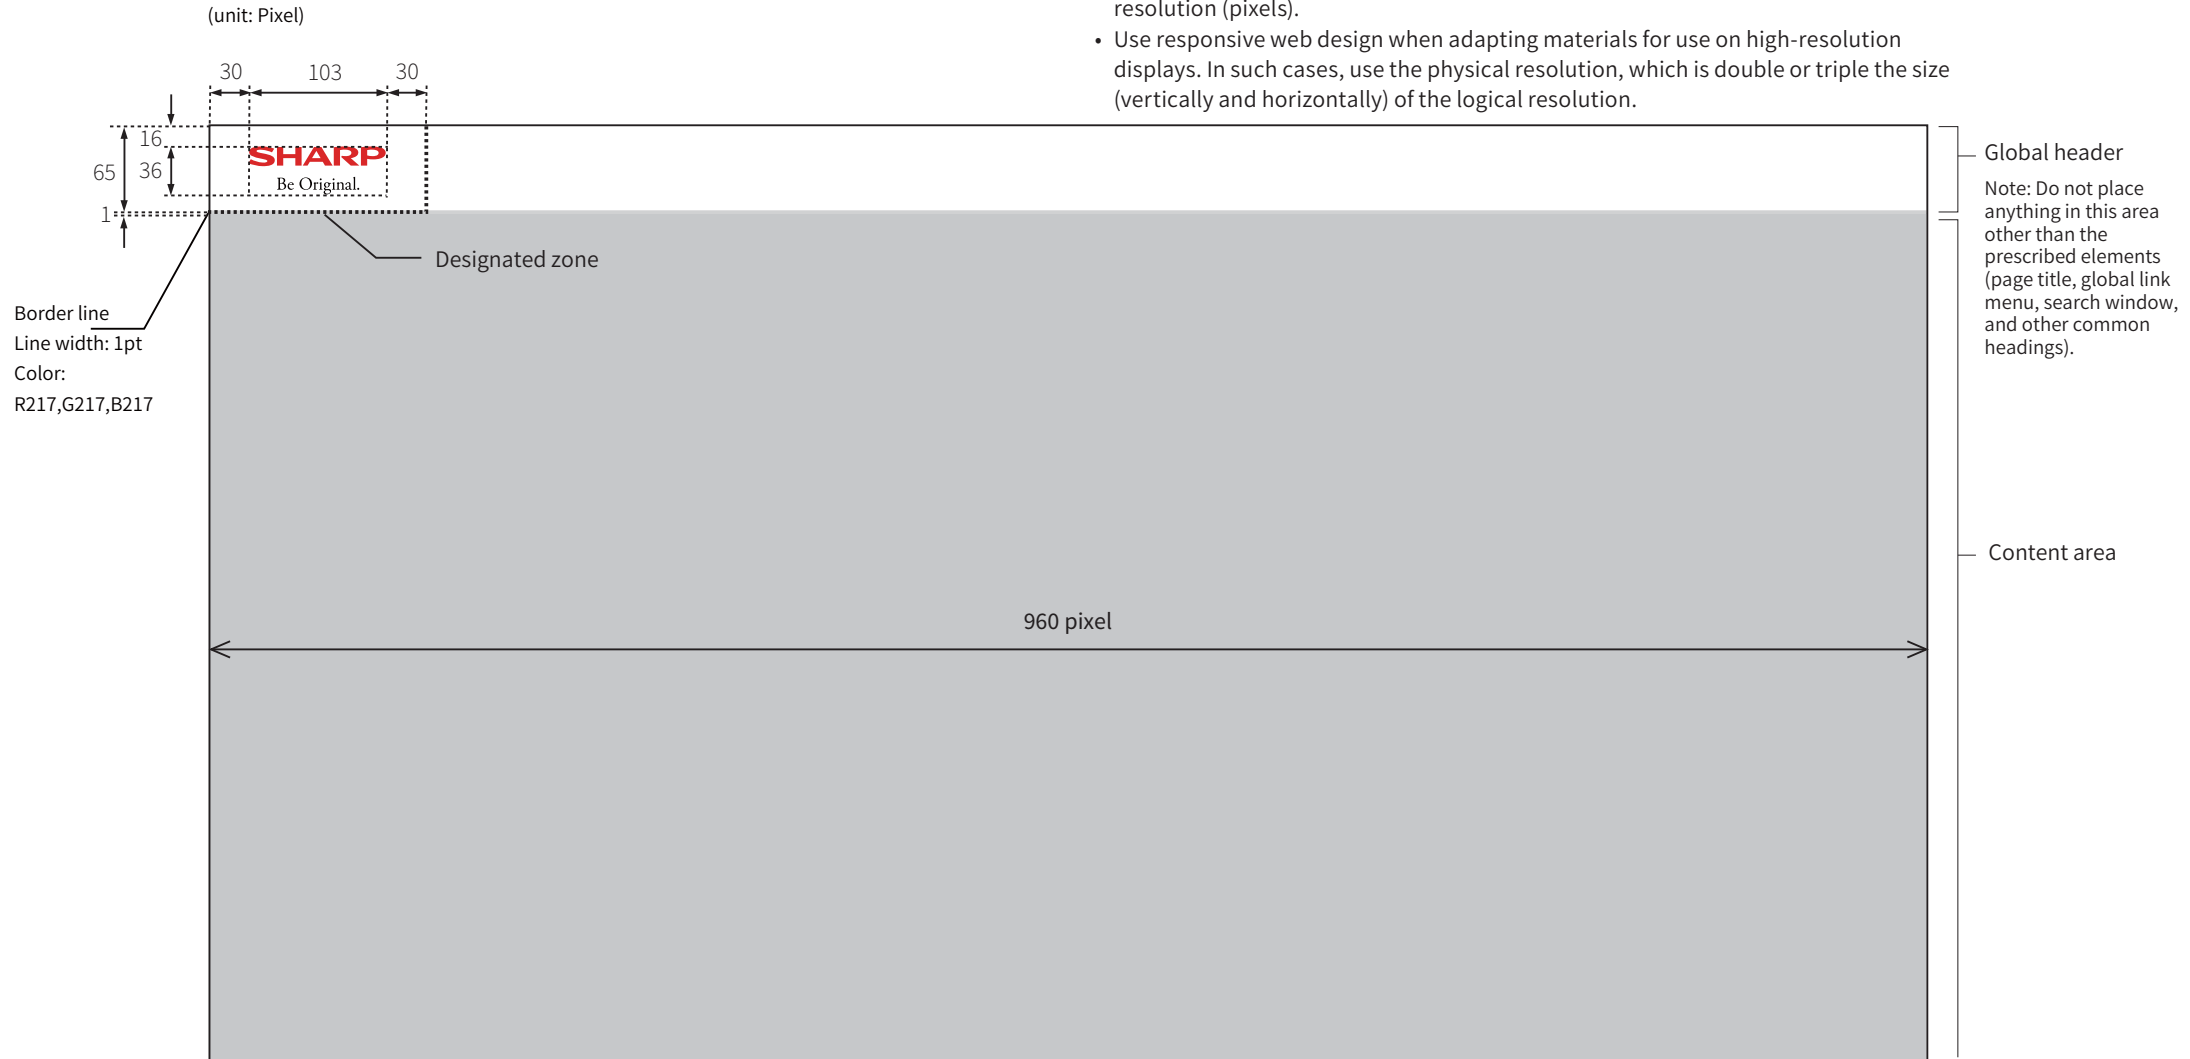 (unit: Pixel)
resolution (pixels).
• Use responsive web design when adapting materials for use on high-resolution
displays. In such cases, use the physical resolution, which is double or triple the size
(vertically and horizontally) of the logical resolution.
30 103 30
16
65 36
1
SHARP
Be Original.
Designated zone
Border line
Line width: 1pt
Color:
R217,G217,B217
Global header
Note: Do not place
anything in this area
other than the
prescribed elements
(page title, global link
menu, search window,
and other common
headings).
Content area
960 pixel